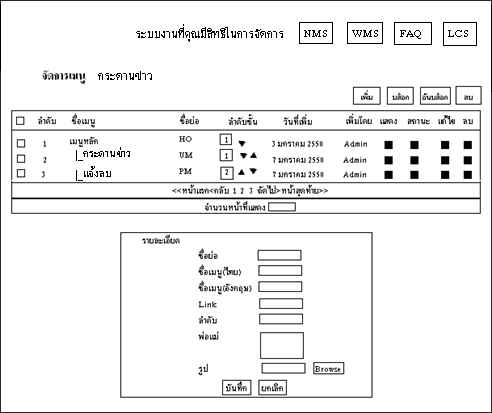 ระบบงานที่คุณมีสิทธิ์ในการจัดการ NMS WMS FAQ LCS
จัดการเมนู กระดานข่าว
เพิ่ม บล็อก อันบล็อก ลบ
ลำดับ ชื่อเมนู ชื่อย่อ ลำดับชั้น วันที่เพิ่ม เพิ่มโดย แสดง สถานะ แก้ไข ลบ
1 เมนูหลัก HO 1 ▼ 3 มกราคม 2550 Admin
2 |_กระดานข่าว UM 1 ▼▲ 7 มกราคม 2550 Admin
3 |_แจ้งลบ PM 2 ▲▼ 7 มกราคม 2550 Admin
<<หน้าแรก<กลับ 1 2 3 ถัดไป>หน้าสุดท้าย>>
จำนวนหน้าที่แสดง
รายละเอียด
ชื่อย่อ
ชื่อเมนู(ไทย)
ชื่อเมนู(อังกฤษ)
Link
ลำดับ
พ่อแม่
รูป Browse
บันทึก ยกเลิก